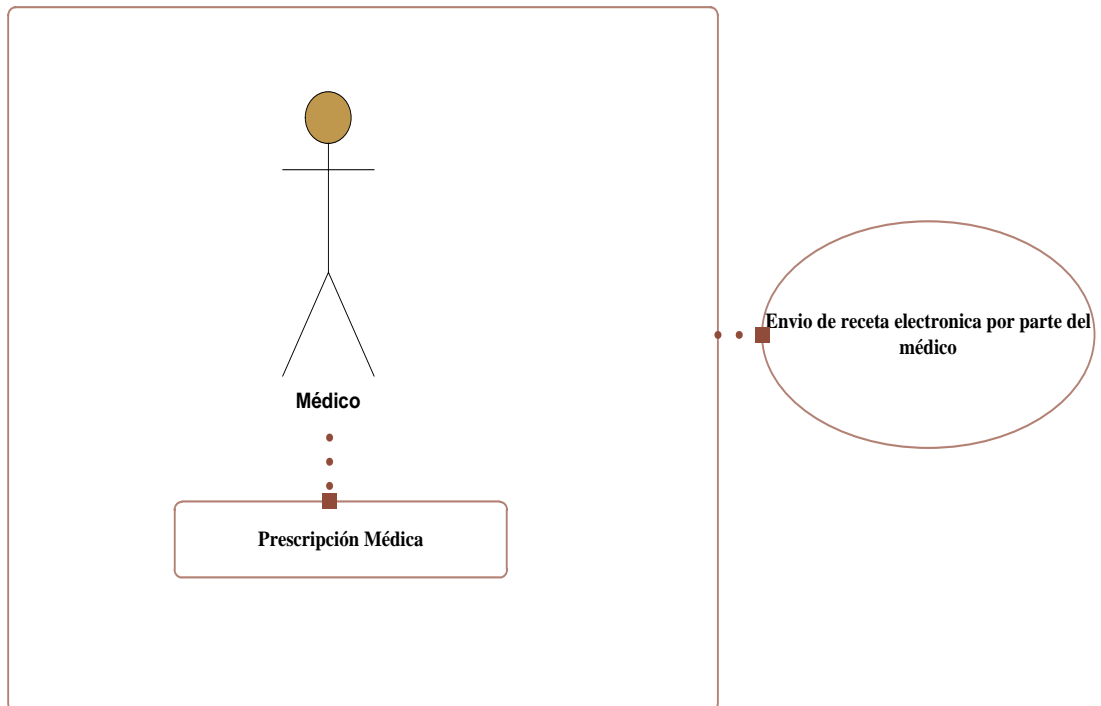 Envio de receta electronica por parte del
médico
Médico
Prescripción Médica